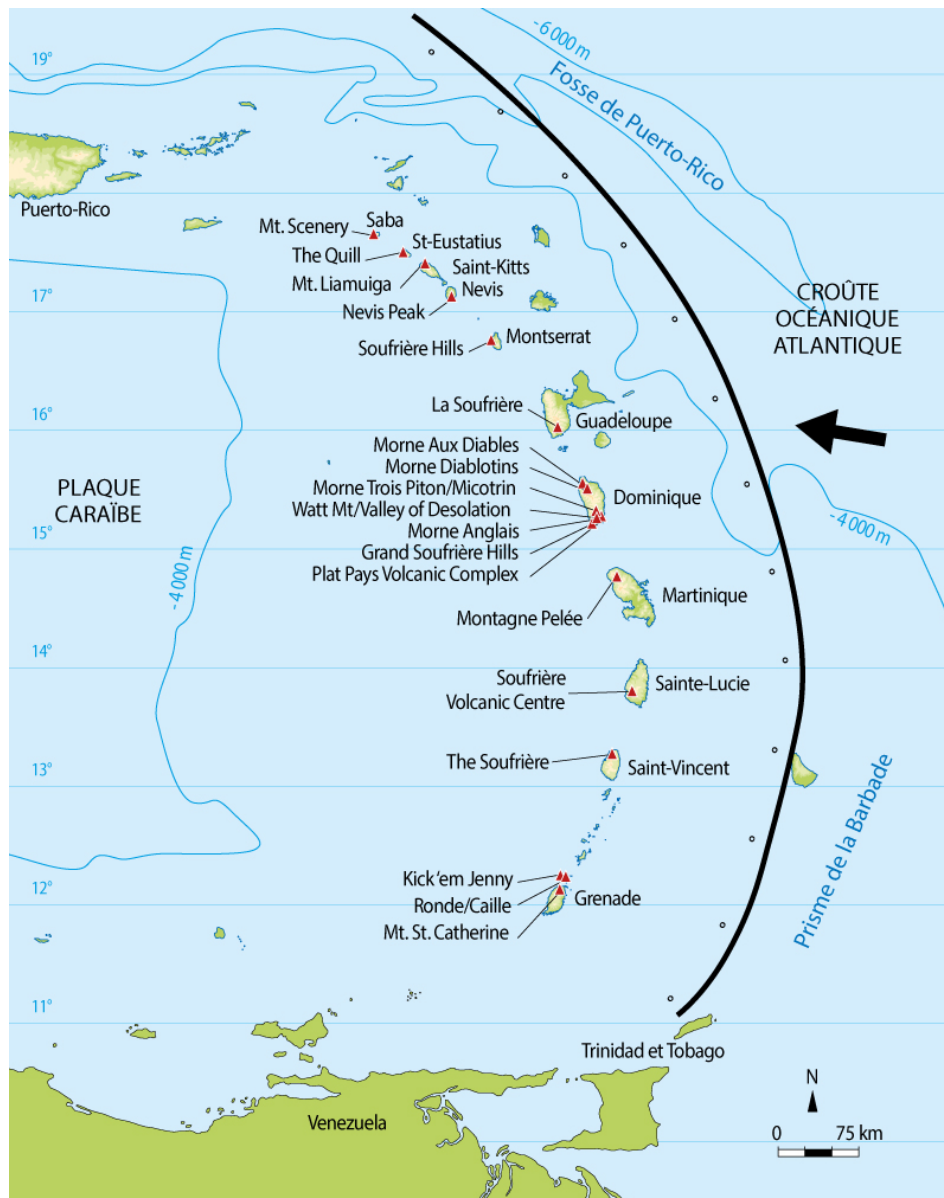 -6 000 m
19°
Fosse de Puerto-Rico
Puerto-Rico
Saba
Mt. Scenery
St-Eustatius
The Quill
Saint-Kitts
Mt. Liamuiga
Nevis
17°
Nevis Peak
CROÛTE
OCÉANIQUE
ATLANTIQUE
Soufrière Hills
Montserrat
La Soufrière
Guadeloupe
16°
Morne Aux Diables
Morne Diablotins
Morne Trois Piton/Micotrin
Watt Mt/Valley of Desolation
Morne Anglais
Grand Soufrière Hills
Plat Pays Volcanic Complex
Dominique
PLAQUE
CARAÏBE
-4 000 m
15°
-4 000 m
Martinique
Montagne Pelée
14°
Soufrière
Volcanic Centre
Sainte-Lucie
The Soufrière
Saint-Vincent
13°
Prisme de la Barbade
Kick 'em Jenny
12°
Ronde/Caille
Grenade
Mt. St. Catherine
11°
Trinidad et Tobago
Venezuela
N
0 75 km